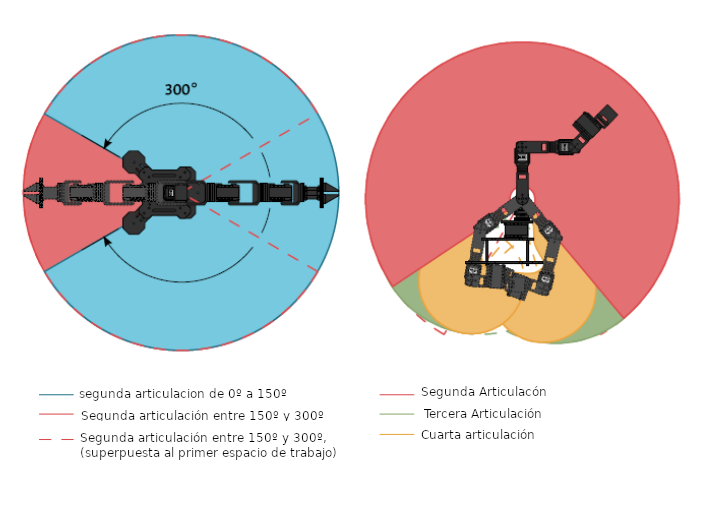 300°
segunda articulacion de 0º a 150º
Segunda articulación entre 150º y 300º
Segunda articulación entre 150º y 300º,
(superpuesta al primer espacio de trabajo)
Segunda Articulacón
Tercera Articulación
Cuarta articulación